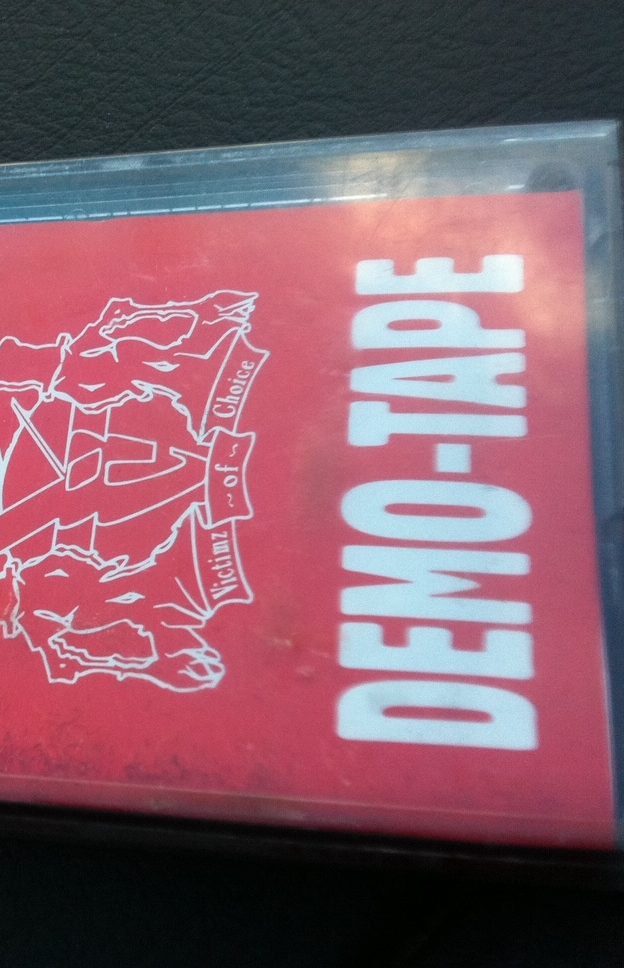 Victimz ~ of ~ Choice
DEMO-TAPE